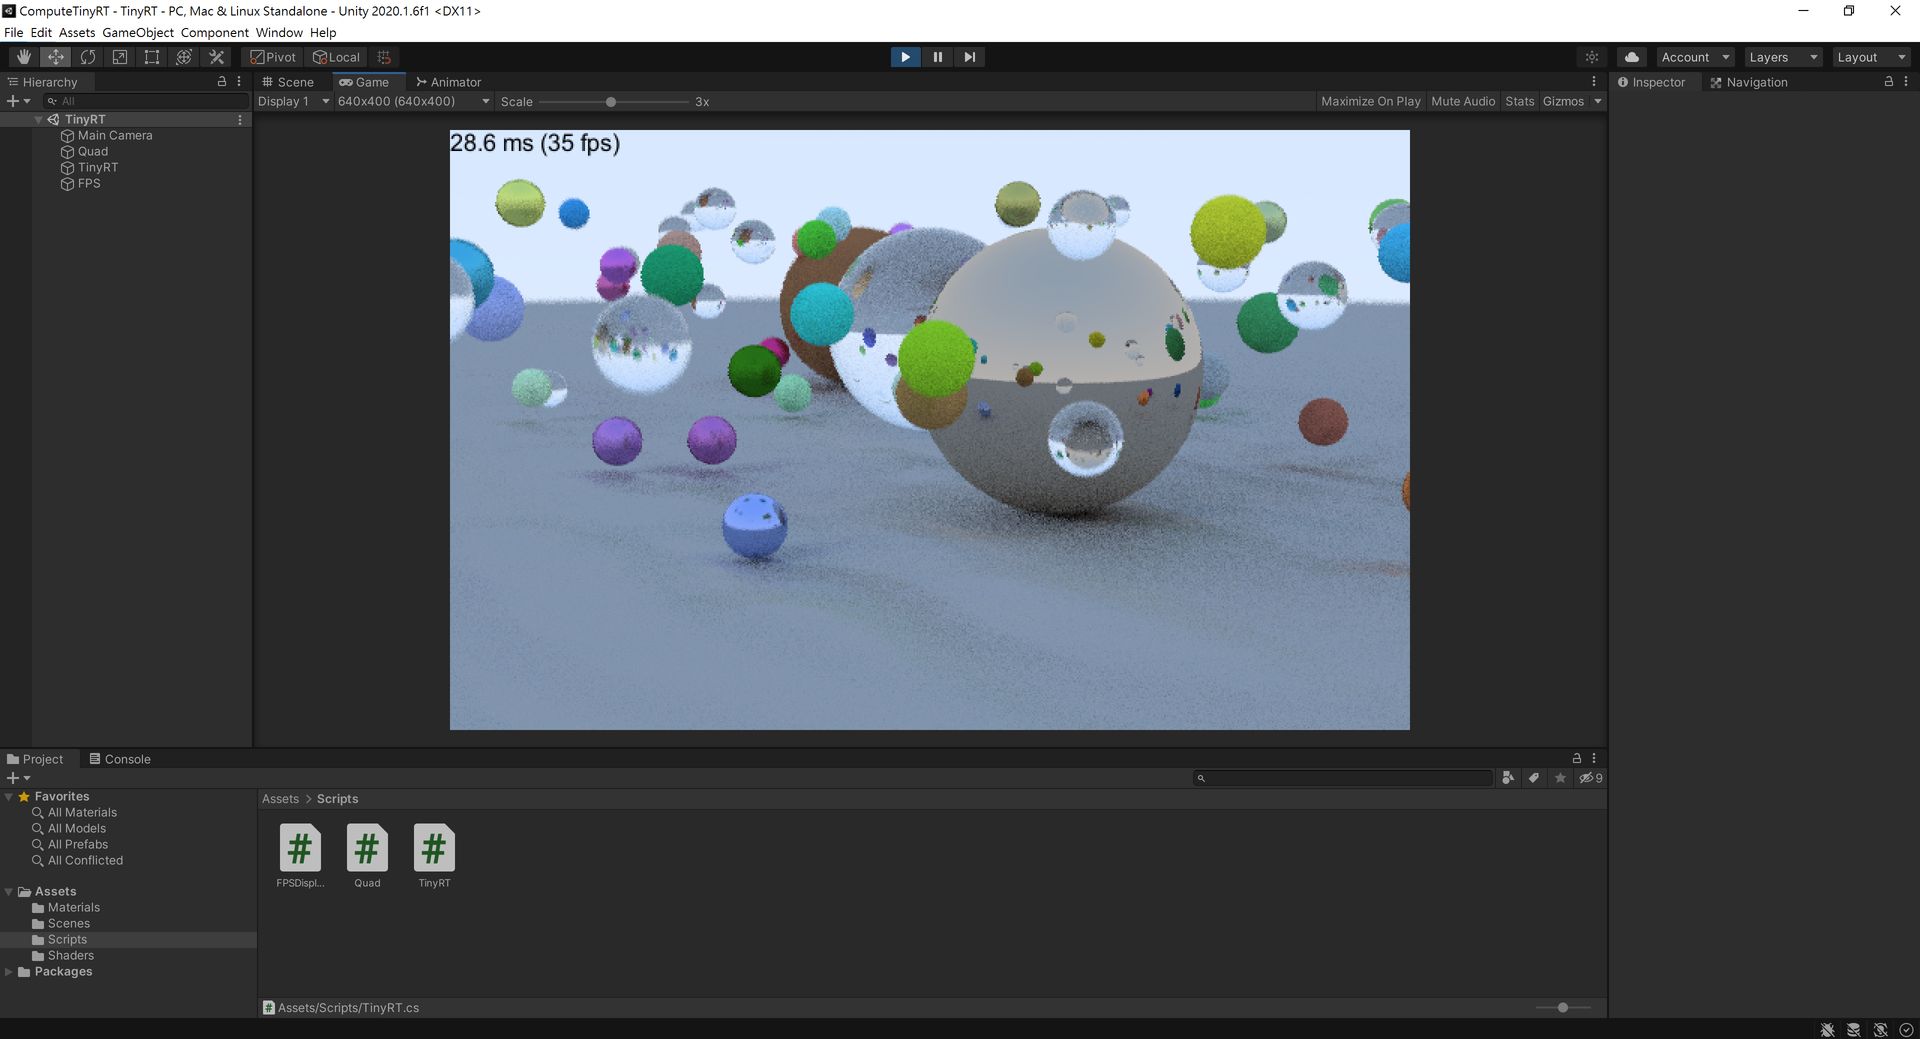 ComputeTinyRT - TinyRT - PC, Mac & Linux Standalone - Unity 2020.1.6f1 <DX11>
File Edit Assets GameObject Component Window Help
Pivot Local Account Layers Layout
Hierarchy
All
TinyRT
Main Camera
Quad
TinyRT
FPS
Scene Game Animator
Display 1 640x400 (640x400) Scale 3x Maximize On Play Mute Audio Stats Gizmos
28.6 ms (35 fps)
Inspector Navigation
Project Console
9
Favorites
All Materials
All Models
All Prefabs
All Conflicted
Assets
Materials
Scenes
Scripts
Shaders
Packages
Assets > Scripts
#
#
#
FPSDispl... Quad TinyRT
# Assets/Scripts/TinyRT.cs